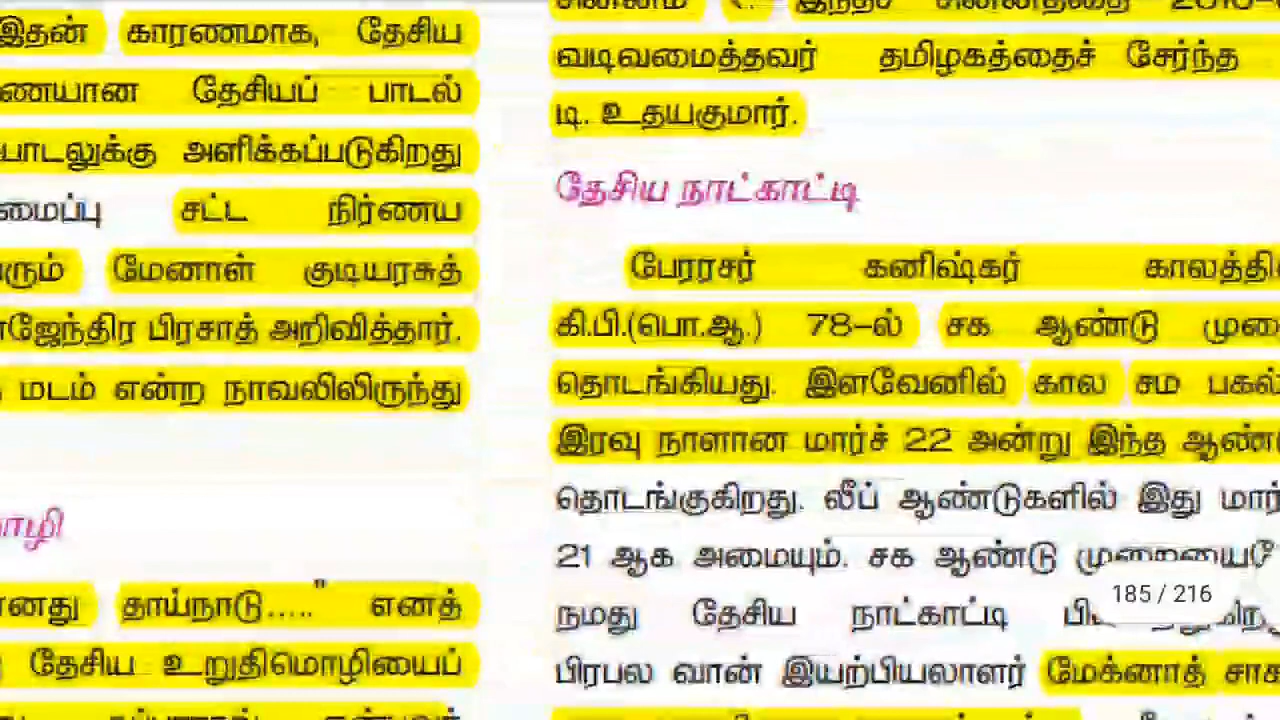 இதன் காரணமாக, தேசிய
ணையான தேசியப் பாடல்
பாடலுக்கு அளிக்கப்படுகிறது
மைப்பு சட்ட நிர்ணய
ரும் மேனாள் குடியரசுத்
ஜேந்திர பிரசாத் அறிவித்தார்.
மடம் என்ற நாவலிலிருந்து
ாழி
னது தாய்நாடு....." எனத்
தேசிய உறுதிமொழியைப்
வடிவமைத்தவர் தமிழகத்தைச் சேர்ந்த
டி. உதயகுமார்.
தேசிய நாட்காட்டி
பேரரசர் கனிஷ்கர் காலத்தி
கி.பி.(பொ.ஆ.) 78-ல் சக ஆண்டு முறை
தொடங்கியது. இளவேனில் கால சம பகல்
இரவு நாளான மார்ச் 22 அன்று இந்த ஆண்
தொடங்குகிறது. லீப் ஆண்டுகளில் இது மார்
21 ஆக அமையும். சக ஆண்டு முறையை
நமது தேசிய நாட்காட்டி
185 / 216
பிரபல வான் இயற்பியலாளர் மேக்னாத் சாக